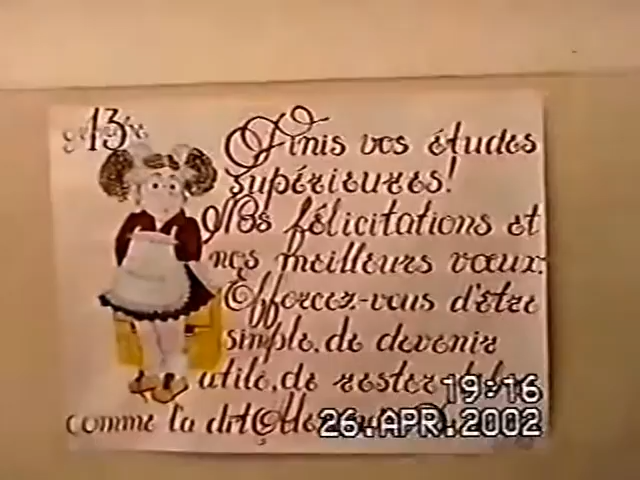 13
Finis vos études
supérieures!
Nos félicitations et
nos meilleurs vœux.
Efforcez-vous d'être
simple, de devenir
utile, de rester
comme l'a dit
19:16
26.APR.2002